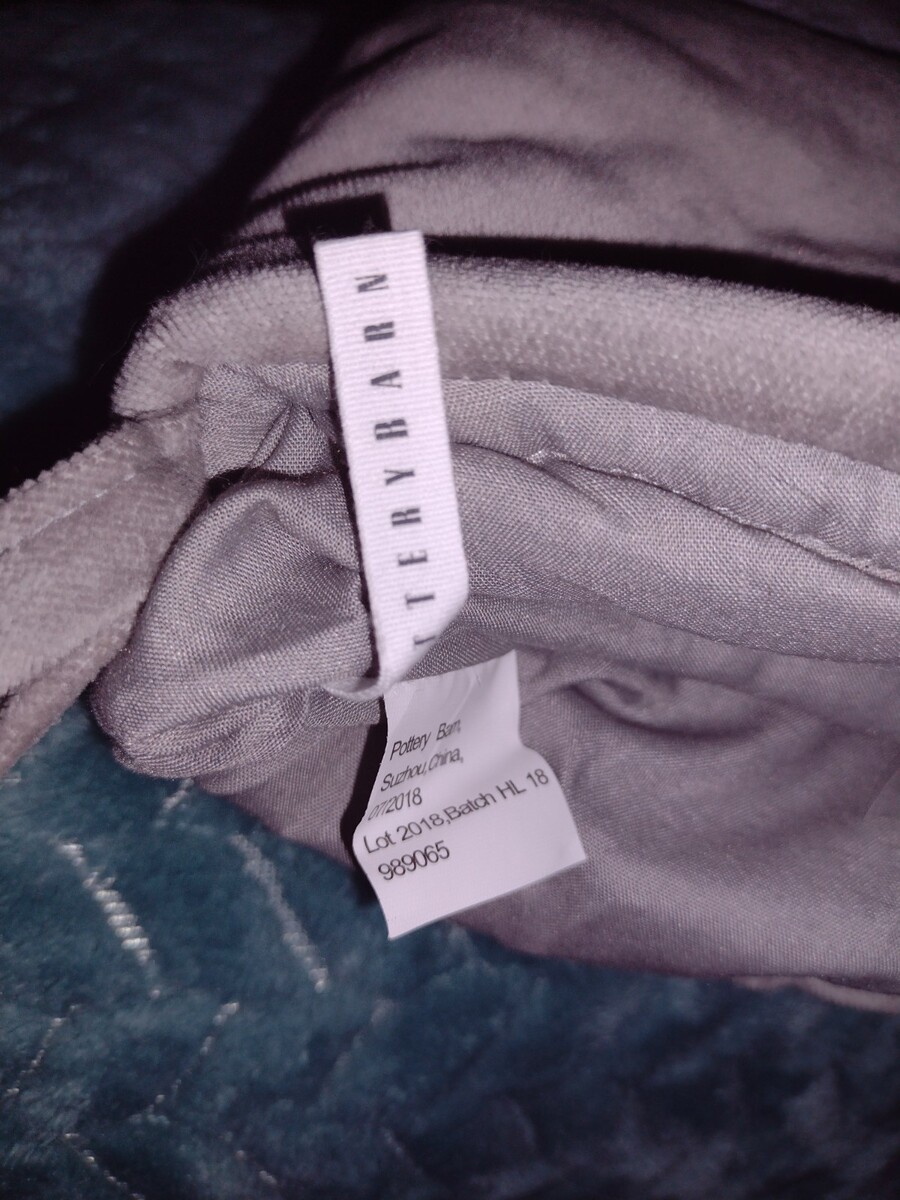 TTERYBARN
Pottery Barn,
Suzhou,China,
07/2018
Lot 2018,Batch HL 18
989065